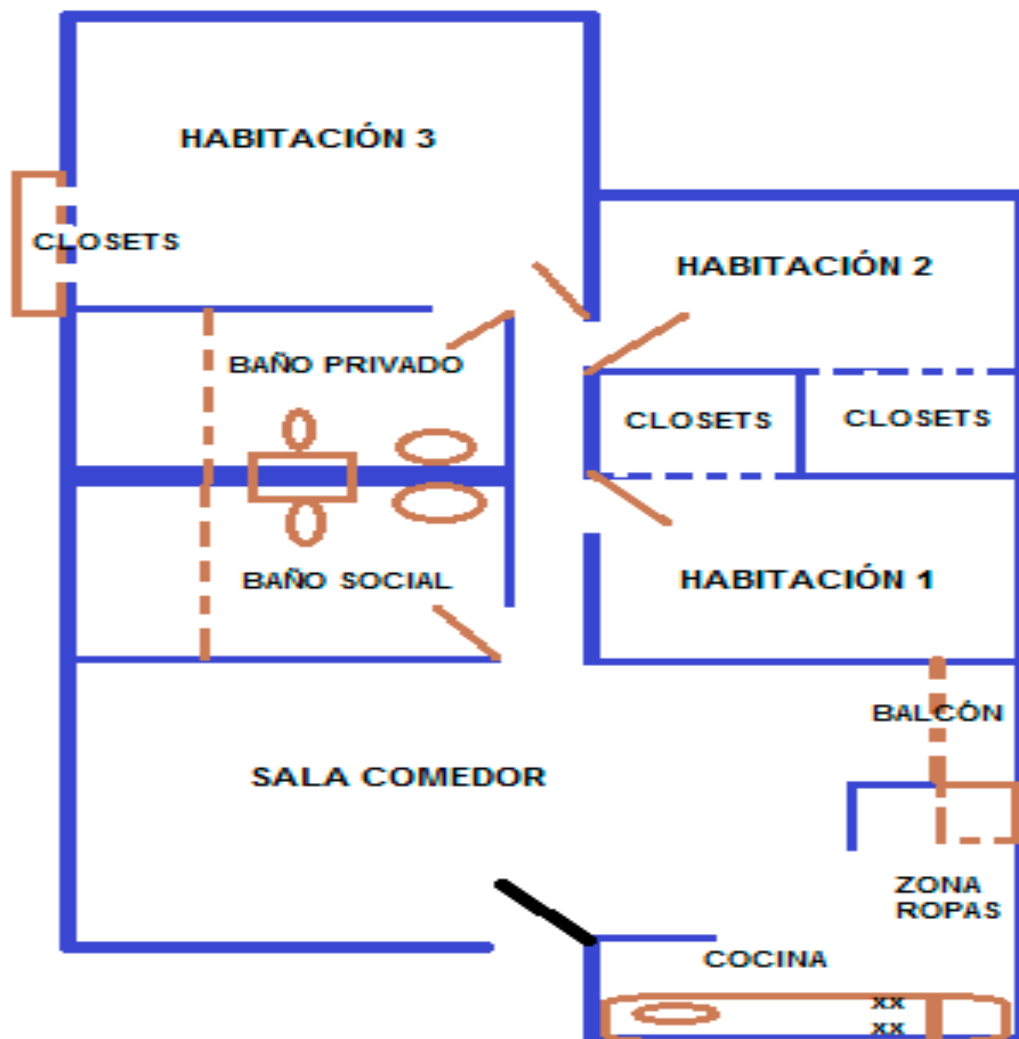 HABITACIÓN 3
CLOSETS
HABITACIÓN 2
BAÑO PRIVADO
CLOSETS
CLOSETS
BAÑO SOCIAL
HABITACIÓN 1
BALCÓN
SALA COMEDOR
ZONA
ROPAS
COCINA
xx
xx